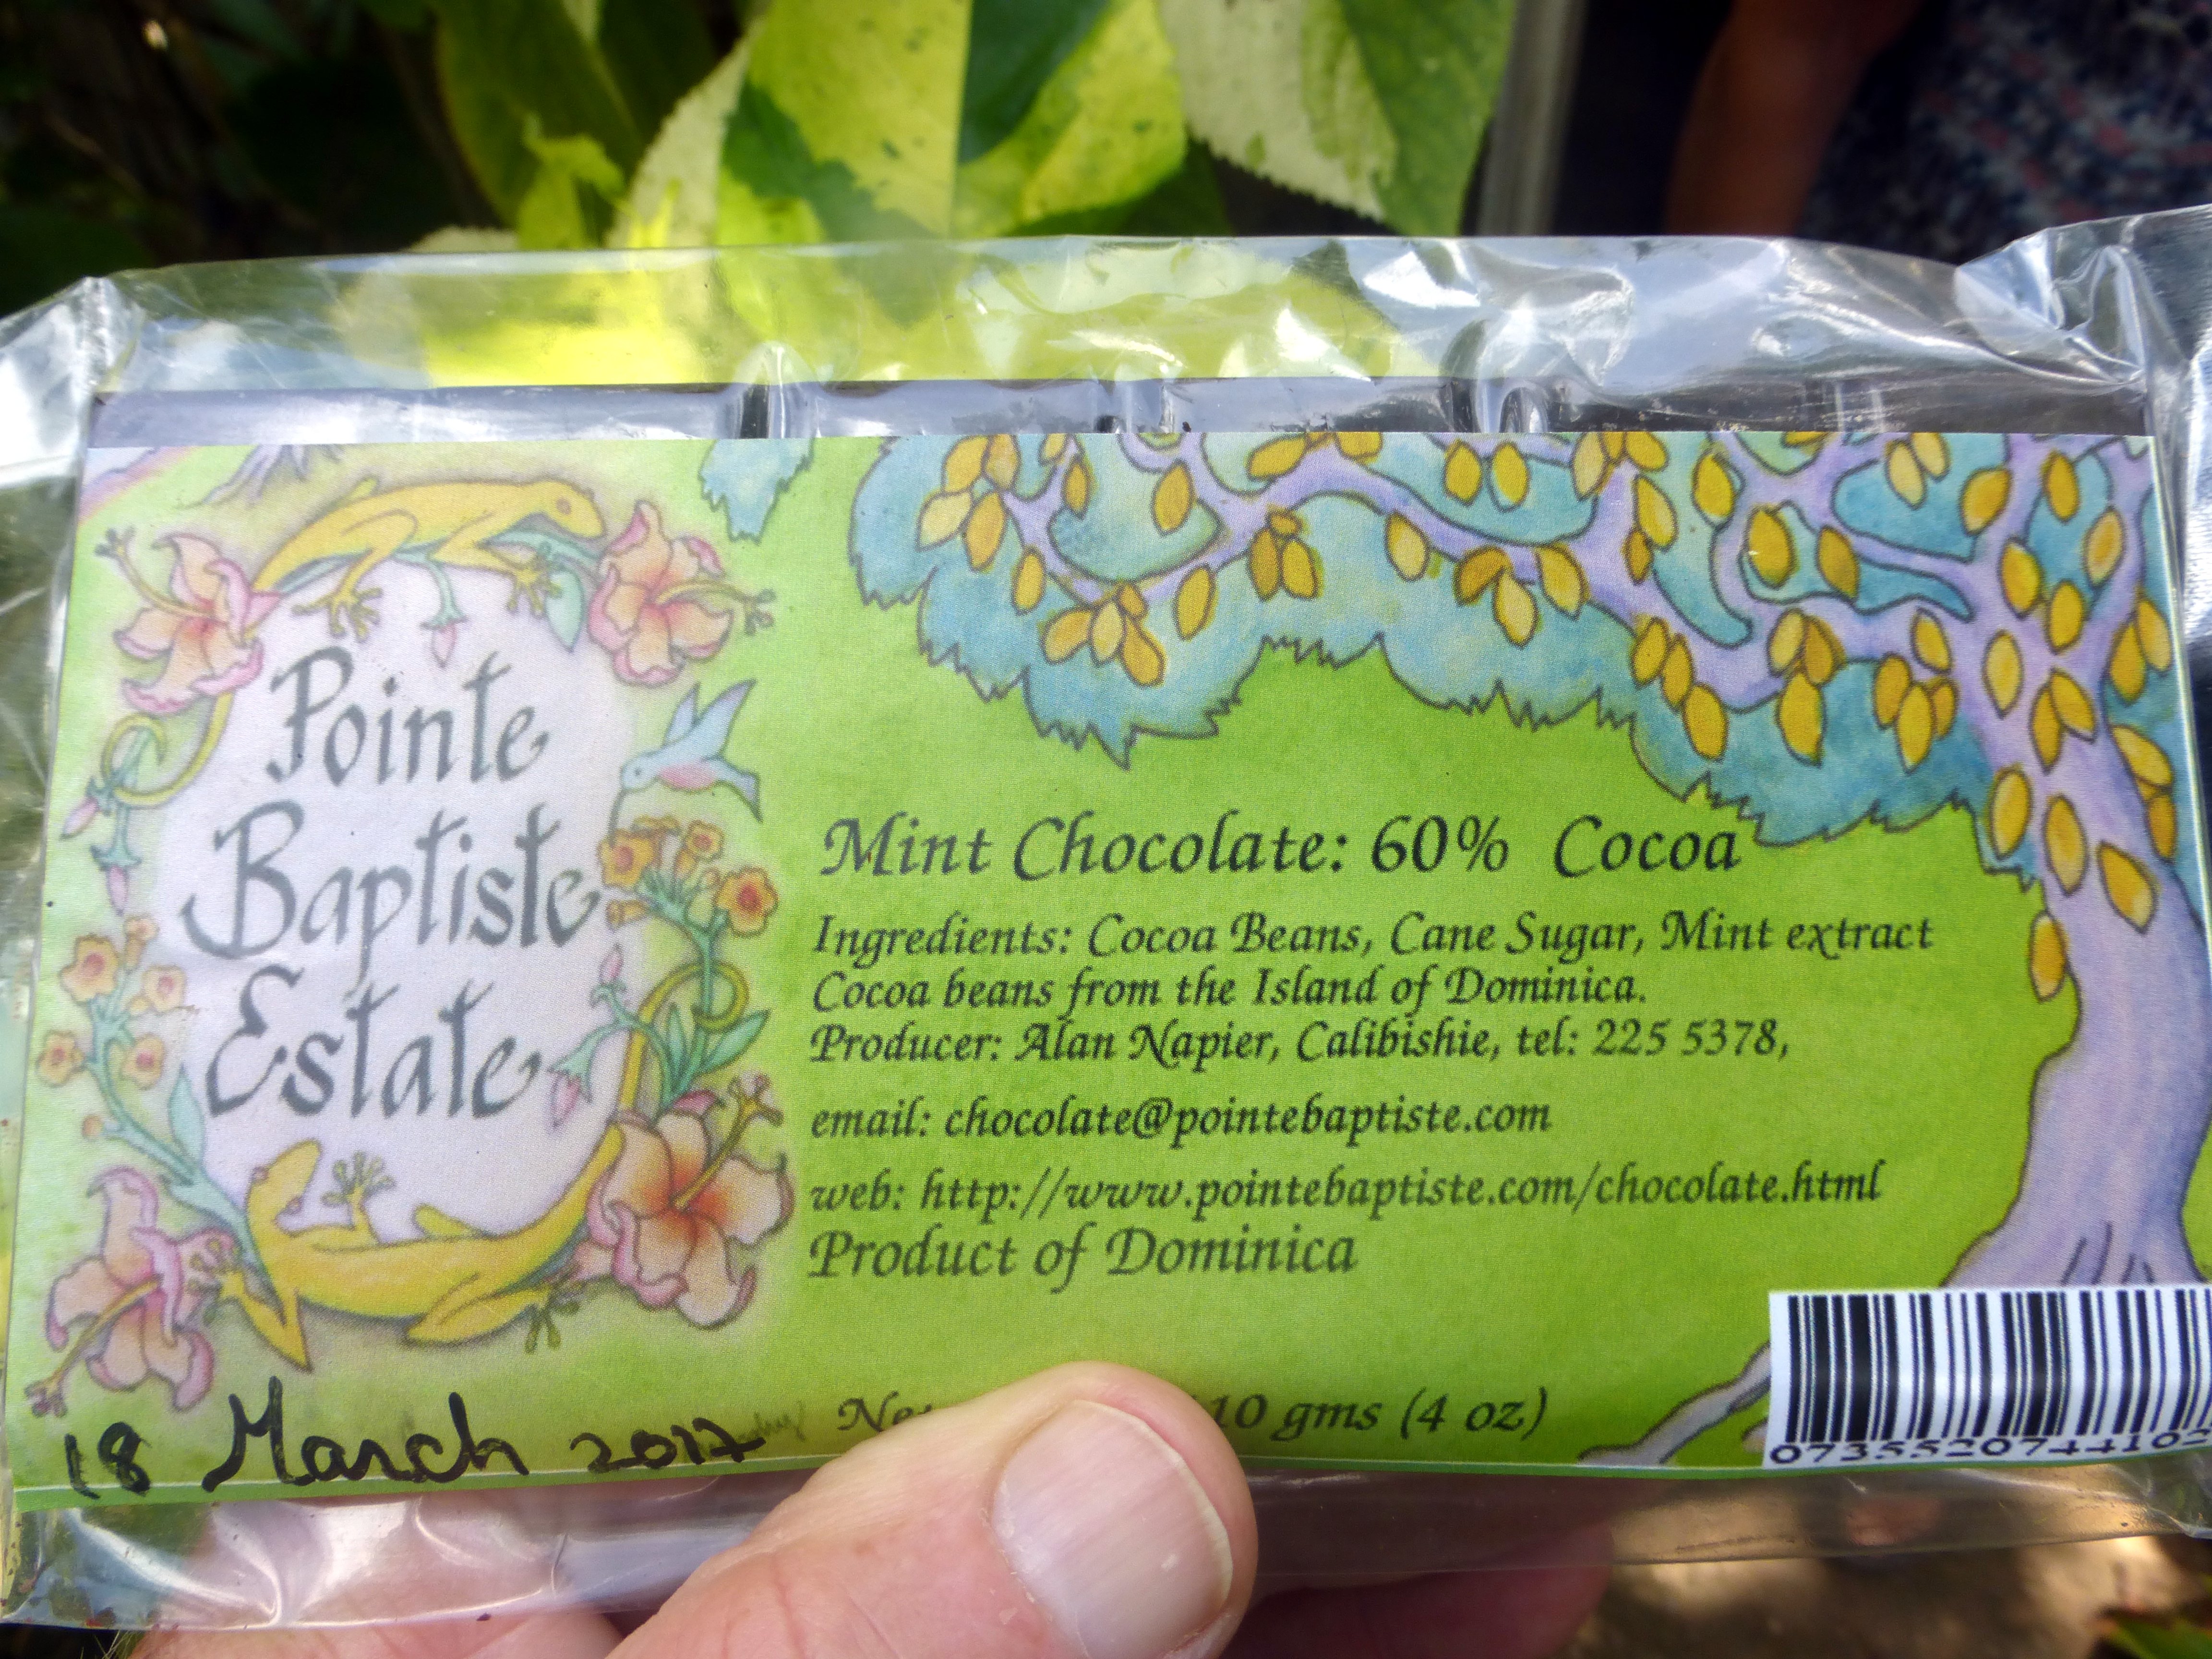 Pointe
Baptiste
Estate
Mint Chocolate: 60% Cocoa
Ingredients: Cocoa Beans, Cane Sugar, Mint extract
Cocoa beans from the Island of Dominica.
Producer: Alan Napier, Calibishie, tel: 225 5378,
email: chocolate@pointebaptiste.com
web: http://www.pointebaptiste.com/chocolate.html
Product of Dominica
10 gms (4 oz)
18 March 2017